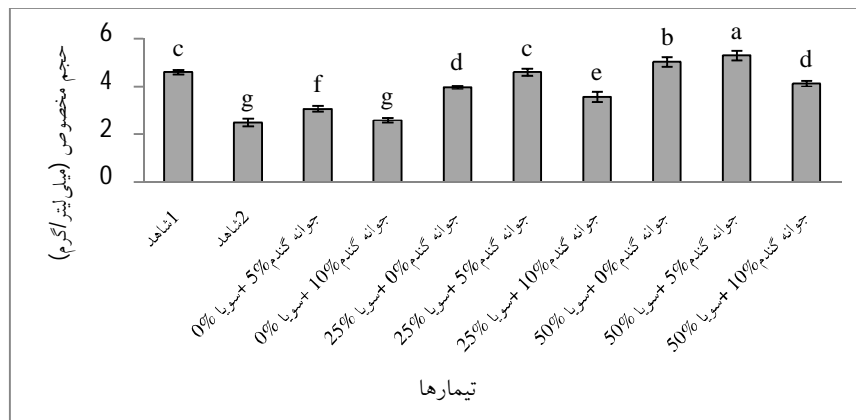 حجم مخصوص (میلی‌لیتر/گرم)
6
4
2
0
c
g
f
g
d
c
e
b
a
d
شاهد1
شاهد2
جوانه گندم5% +سویا 0%
جوانه گندم10% +سویا 0%
جوانه گندم0% +سویا 25%
جوانه گندم5% +سویا 25%
جوانه گندم10% +سویا 25%
جوانه گندم0% +سویا 50%
جوانه گندم5% +سویا 50%
جوانه گندم10% +سویا 50%
تیمارها